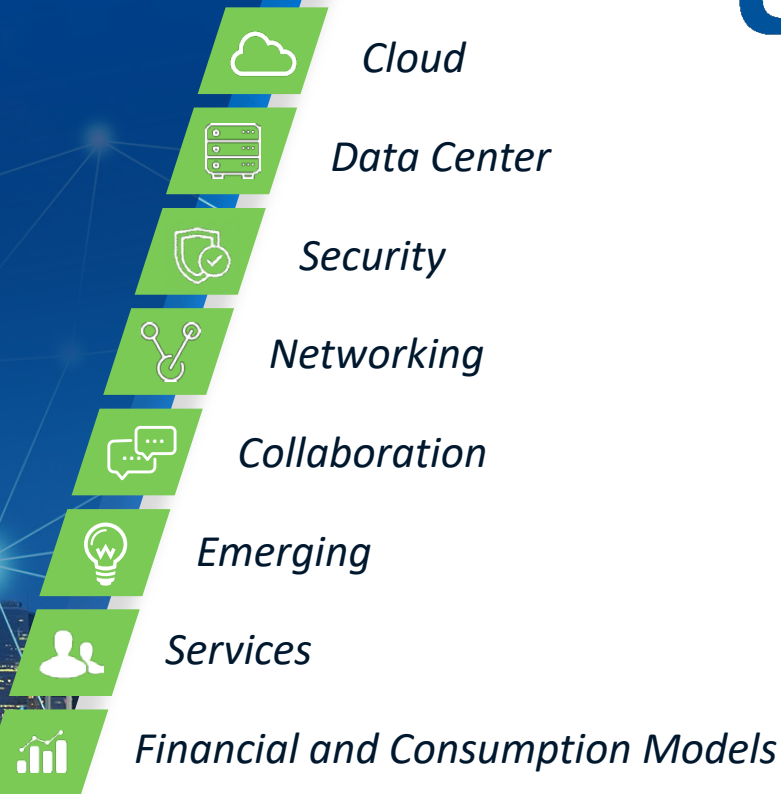 Cloud
Data Center
Security
Networking
Collaboration
Emerging
Services
Financial and Consumption Models